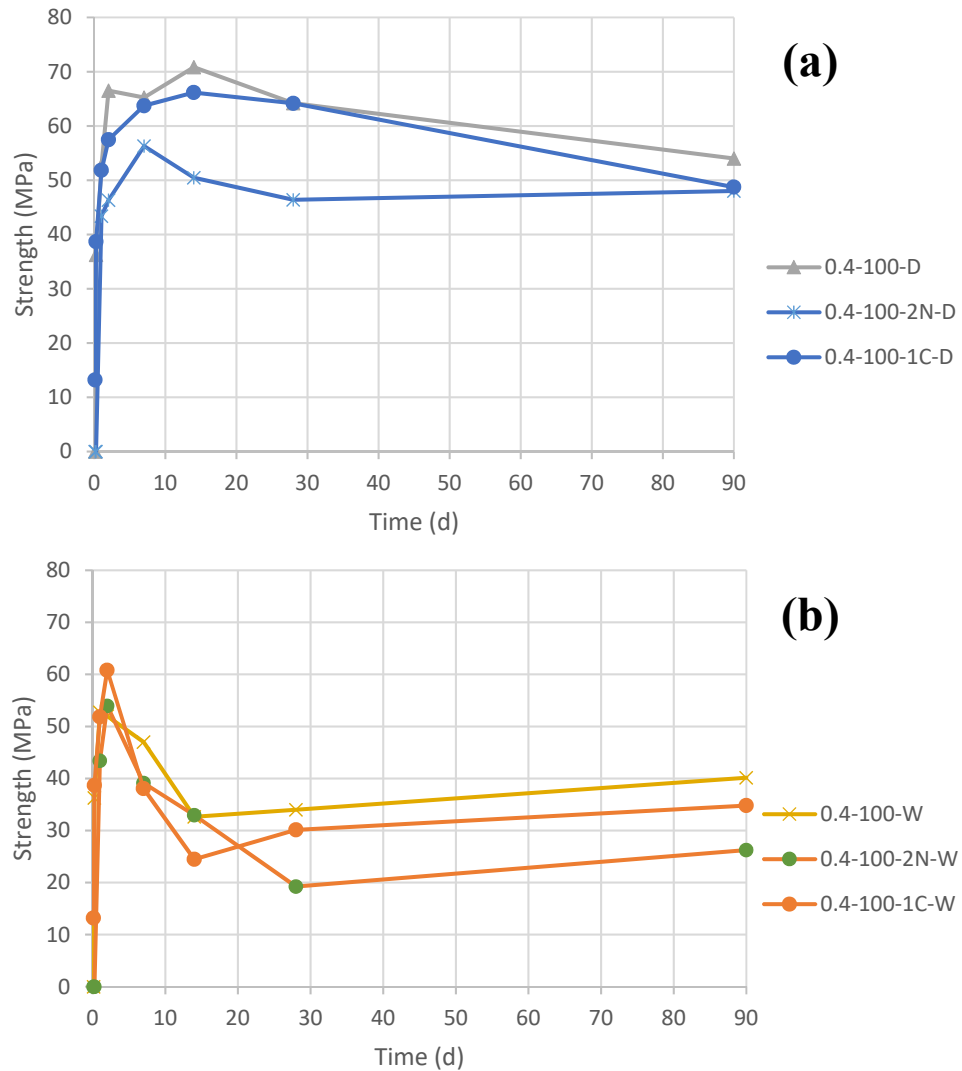 (a)
80
70
60
50
40
30
20
10
0
Strength (MPa)
0 10 20 30 40 50 60 70 80 90
Time (d)
0.4-100-D
0.4-100-2N-D
0.4-100-1C-D
(b)
80
70
60
50
40
30
20
10
0
Strength (MPa)
0 10 20 30 40 50 60 70 80 90
Time (d)
0.4-100-W
0.4-100-2N-W
0.4-100-1C-W